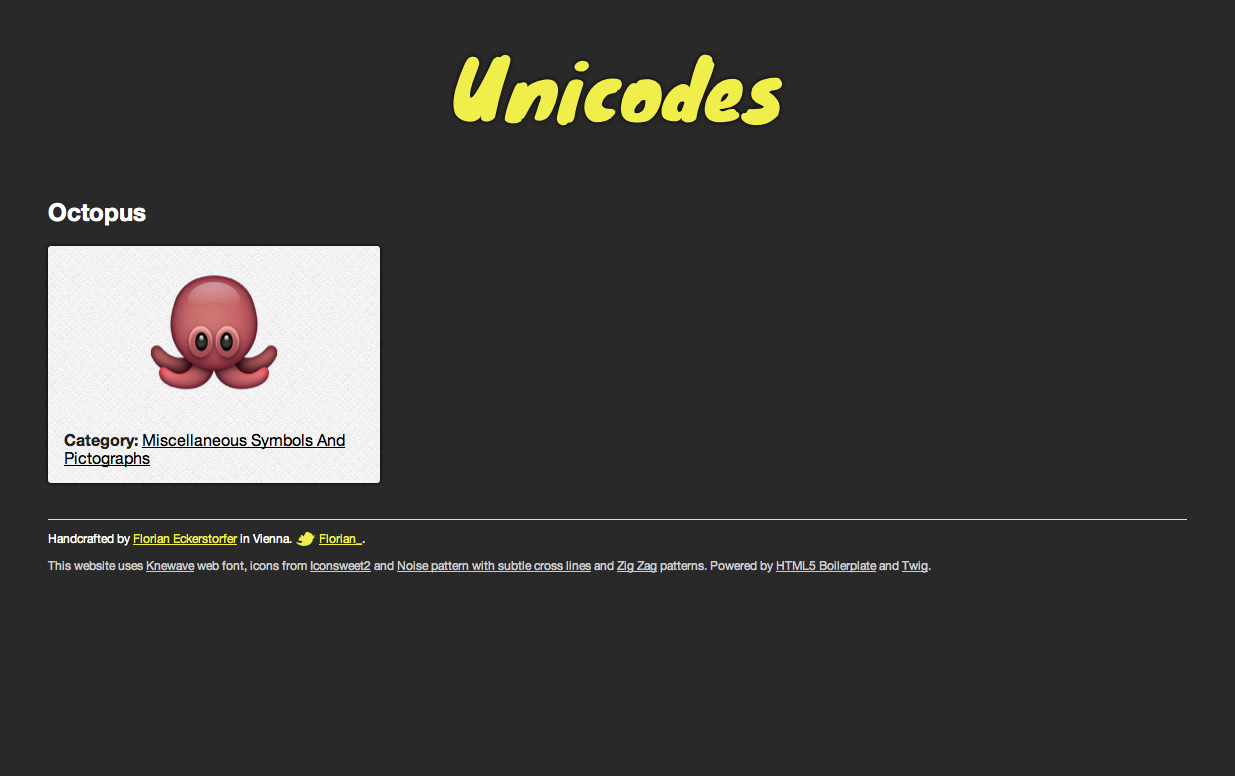 Unicodes
Octopus
Category: Miscellaneous Symbols And
Pictographs
Handcrafted by Florian Eckerstorfer in Vienna. Florian_.
This website uses Knewave web font, icons from Iconsweet2 and Noise pattern with subtle cross lines and Zig Zag patterns. Powered by HTML5 Boilerplate and Twig.